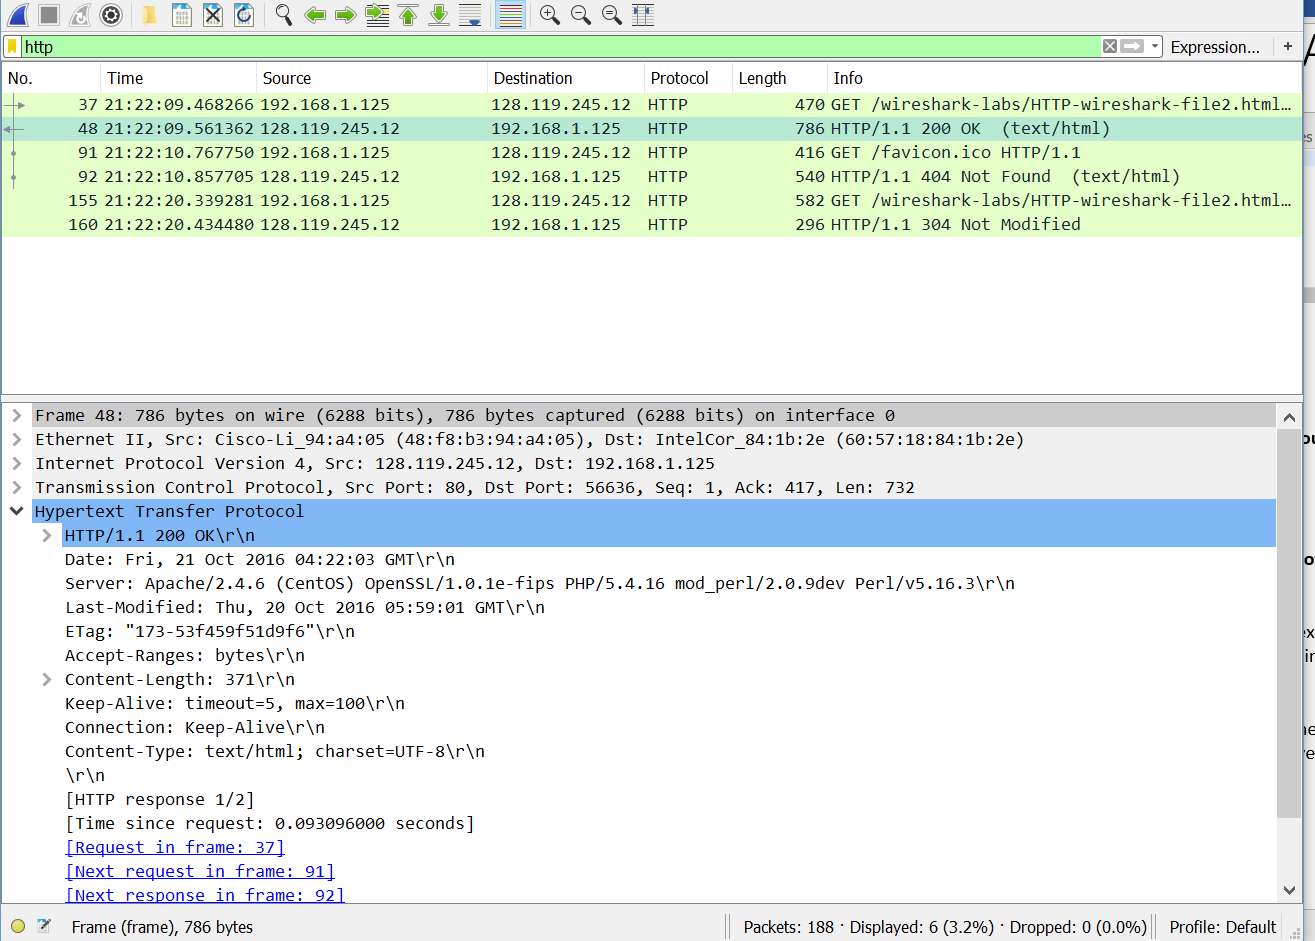 http
Expression...
+
No. Time Source Destination Protocol Length Info
37 21:22:09.468266 192.168.1.125 128.119.245.12 HTTP 470 GET /wireshark-labs/HTTP-wireshark-file2.html...
48 21:22:09.561362 128.119.245.12 192.168.1.125 HTTP 786 HTTP/1.1 200 OK (text/html)
91 21:22:10.767750 192.168.1.125 128.119.245.12 HTTP 416 GET /favicon.ico HTTP/1.1
92 21:22:10.857705 128.119.245.12 192.168.1.125 HTTP 540 HTTP/1.1 404 Not Found (text/html)
155 21:22:20.339281 192.168.1.125 128.119.245.12 HTTP 582 GET /wireshark-labs/HTTP-wireshark-file2.html...
160 21:22:20.434480 128.119.245.12 192.168.1.125 HTTP 296 HTTP/1.1 304 Not Modified
Frame 48: 786 bytes on wire (6288 bits), 786 bytes captured (6288 bits) on interface 0
Ethernet II, Src: Cisco-Li_94:a4:05 (48:f8:b3:94:a4:05), Dst: IntelCor_84:1b:2e (60:57:18:84:1b:2e)
Internet Protocol Version 4, Src: 128.119.245.12, Dst: 192.168.1.125
Transmission Control Protocol, Src Port: 80, Dst Port: 56636, Seq: 1, Ack: 417, Len: 732
Hypertext Transfer Protocol
HTTP/1.1 200 OK\r\n
Date: Fri, 21 Oct 2016 04:22:03 GMT\r\n
Server: Apache/2.4.6 (CentOS) OpenSSL/1.0.1e-fips PHP/5.4.16 mod_perl/2.0.9dev Perl/v5.16.3\r\n
Last-Modified: Thu, 20 Oct 2016 05:59:01 GMT\r\n
ETag: "173-53f459f51d9f6"\r\n
Accept-Ranges: bytes\r\n
Content-Length: 371\r\n
Keep-Alive: timeout=5, max=100\r\n
Connection: Keep-Alive\r\n
Content-Type: text/html; charset=UTF-8\r\n
\r\n
[HTTP response 1/2]
[Time since request: 0.093096000 seconds]
[Request in frame: 37]
[Next request in frame: 91]
[Next response in frame: 92]
Frame (frame), 786 bytes
Packets: 188 · Displayed: 6 (3.2%) · Dropped: 0 (0.0%)
Profile: Default